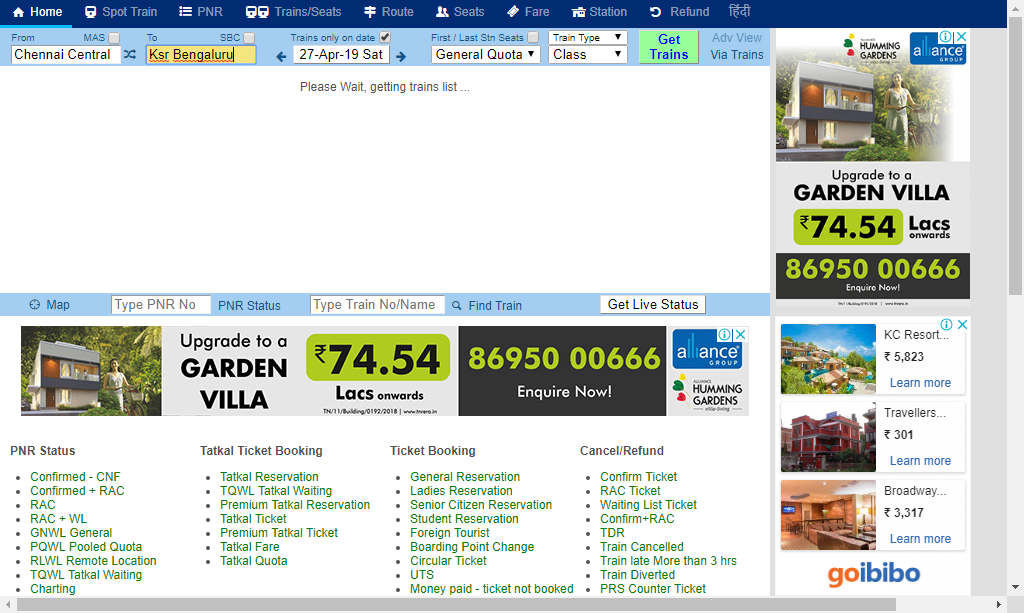 Home Spot Train PNR Trains/Seats Route Seats Fare Station Refund हिंदी
From MAS To SBC Trains only on date First / Last Stn Seats Train Type Get Trains Adv View
Chennai Central Ksr Bengaluru 27-Apr-19 Sat General Quota Class Via Trains
Please Wait, getting trains list ...
Map Type PNR No PNR Status Type Train No/Name Find Train Get Live Status
Upgrade to a
GARDEN
VILLA
₹74.54
Lacs onwards
TN/11/Building/0192/2018 | www.tnrera.in
86950 00666
Enquire Now!
alliance
GROUP
ALLIANCE
HUMMING
GARDENS
villa-living
PNR Status
Confirmed - CNF
Confirmed + RAC
RAC
RAC + WL
GNWL General
PQWL Pooled Quota
RLWL Remote Location
TQWL Tatkal Waiting
Charting
Tatkal Ticket Booking
Tatkal Reservation
TQWL Tatkal Waiting
Premium Tatkal Reservation
Tatkal Ticket
Premium Tatkal Ticket
Tatkal Fare
Tatkal Quota
Ticket Booking
General Reservation
Ladies Reservation
Senior Citizen Reservation
Student Reservation
Foreign Tourist
Boarding Point Change
Circular Ticket
UTS
Money paid - ticket not booked
Cancel/Refund
Confirm Ticket
RAC Ticket
Waiting List Ticket
Confirm+RAC
TDR
Train Cancelled
Train late More than 3 hrs
Train Diverted
PRS Counter Ticket
HUMMING
GARDENS
alliance
GROUP
Upgrade to a
GARDEN VILLA
₹74.54 Lacs
onwards
86950 00666
Enquire Now!
KC Resort...
₹ 5,823
Learn more
Travellers...
₹ 301
Learn more
Broadway...
₹ 3,317
Learn more
goibibo